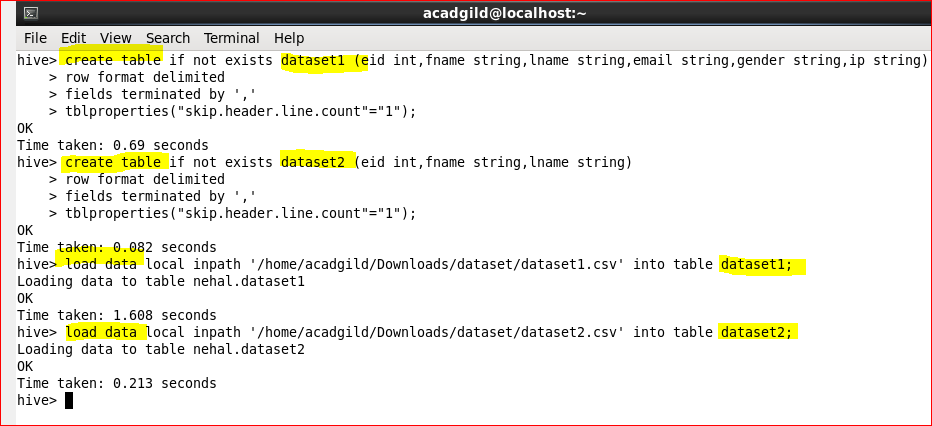 acadgild@localhost:~
File Edit View Search Terminal Help
hive> create table if not exists dataset1 (eid int,fname string,lname string,email string,gender string,ip string)
    > row format delimited
    > fields terminated by ','
    > tblproperties("skip.header.line.count"="1");
OK
Time taken: 0.69 seconds
hive> create table if not exists dataset2 (eid int,fname string,lname string)
    > row format delimited
    > fields terminated by ','
    > tblproperties("skip.header.line.count"="1");
OK
Time taken: 0.082 seconds
hive> load data local inpath '/home/acadgild/Downloads/dataset/dataset1.csv' into table dataset1;
Loading data to table nehal.dataset1
OK
Time taken: 1.608 seconds
hive> load data local inpath '/home/acadgild/Downloads/dataset/dataset2.csv' into table dataset2;
Loading data to table nehal.dataset2
OK
Time taken: 0.213 seconds
hive>